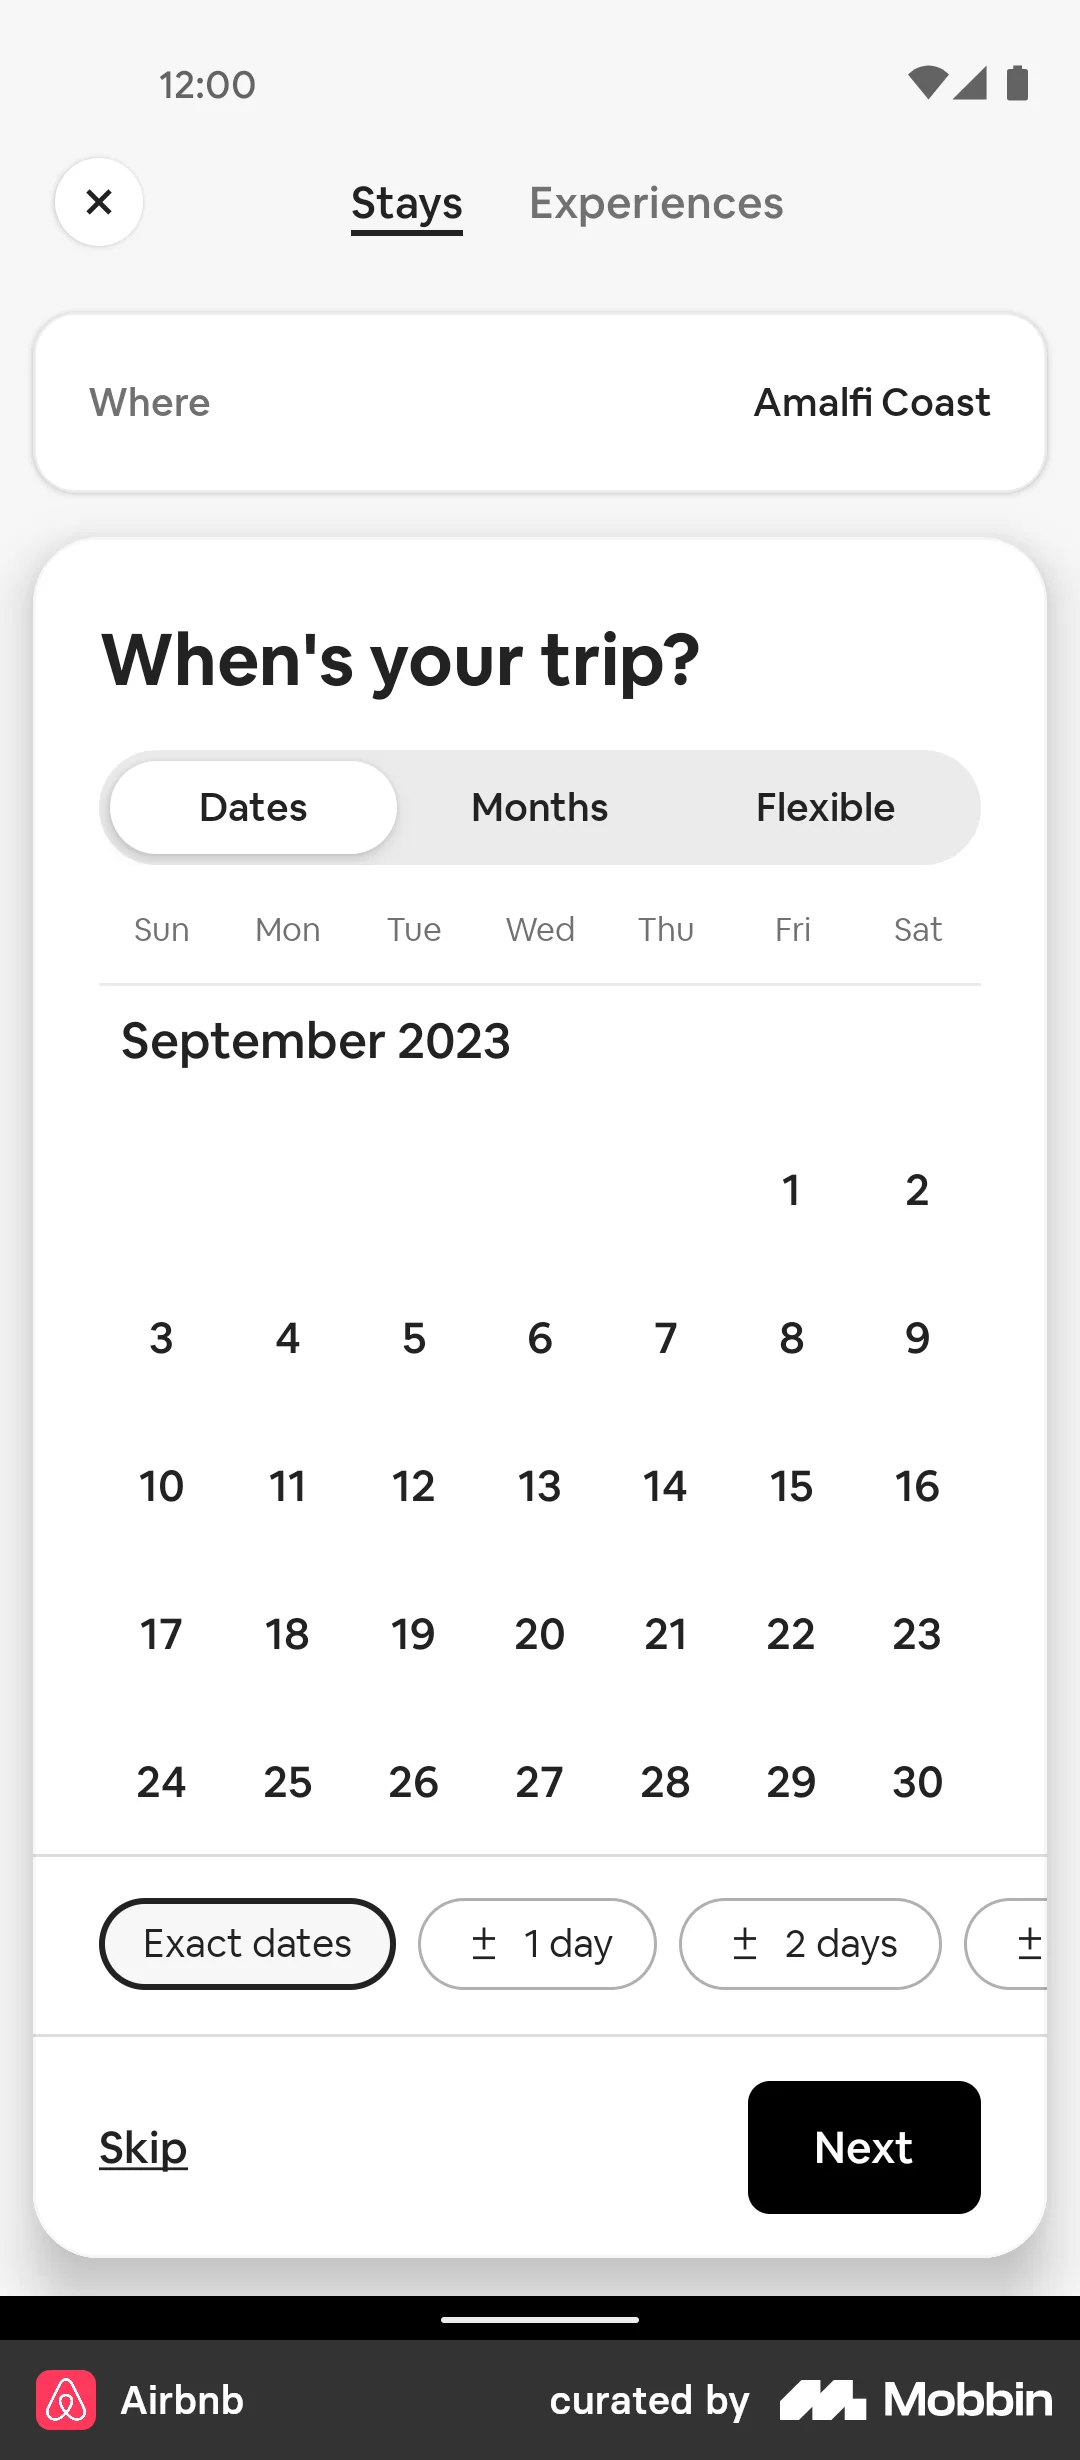 12:00
Stays Experiences
Where Amalfi Coast
When's your trip?
Dates Months Flexible
Sun Mon Tue Wed Thu Fri Sat
September 2023
1 2
3 4 5 6 7 8 9
10 11 12 13 14 15 16
17 18 19 20 21 22 23
24 25 26 27 28 29 30
Exact dates ± 1 day ± 2 days ±
Skip Next
Airbnb curated by Mobbin